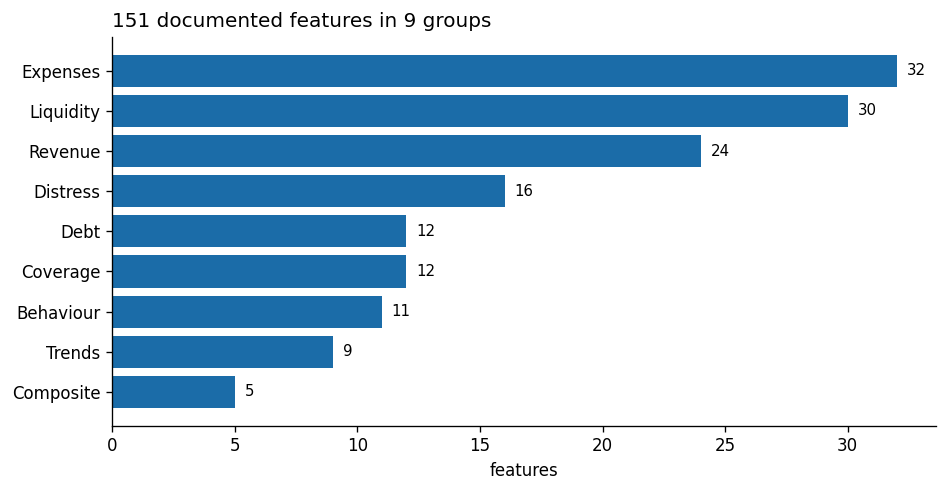 151 documented features in 9 groups
Expenses 32
Liquidity 30
Revenue 24
Distress 16
Debt 12
Coverage 12
Behaviour 11
Trends 9
Composite 5
0 5 10 15 20 25 30
features